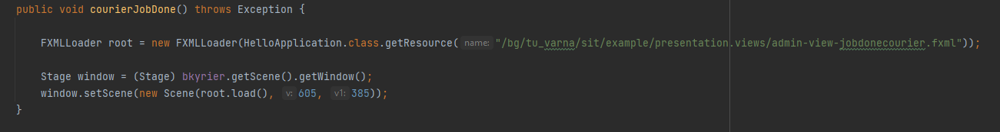 public void courierJobDone() throws Exception {
FXMLLoader root = new FXMLLoader(HelloApplication.class.getResource( name: "/bg/tu_varna/sit/example/presentation.views/admin-view-jobdonecourier.fxml"));
Stage window = (Stage) bkyrier.getScene().getWindow();
window.setScene(new Scene(root.load(), v: 605, v1: 385));
}